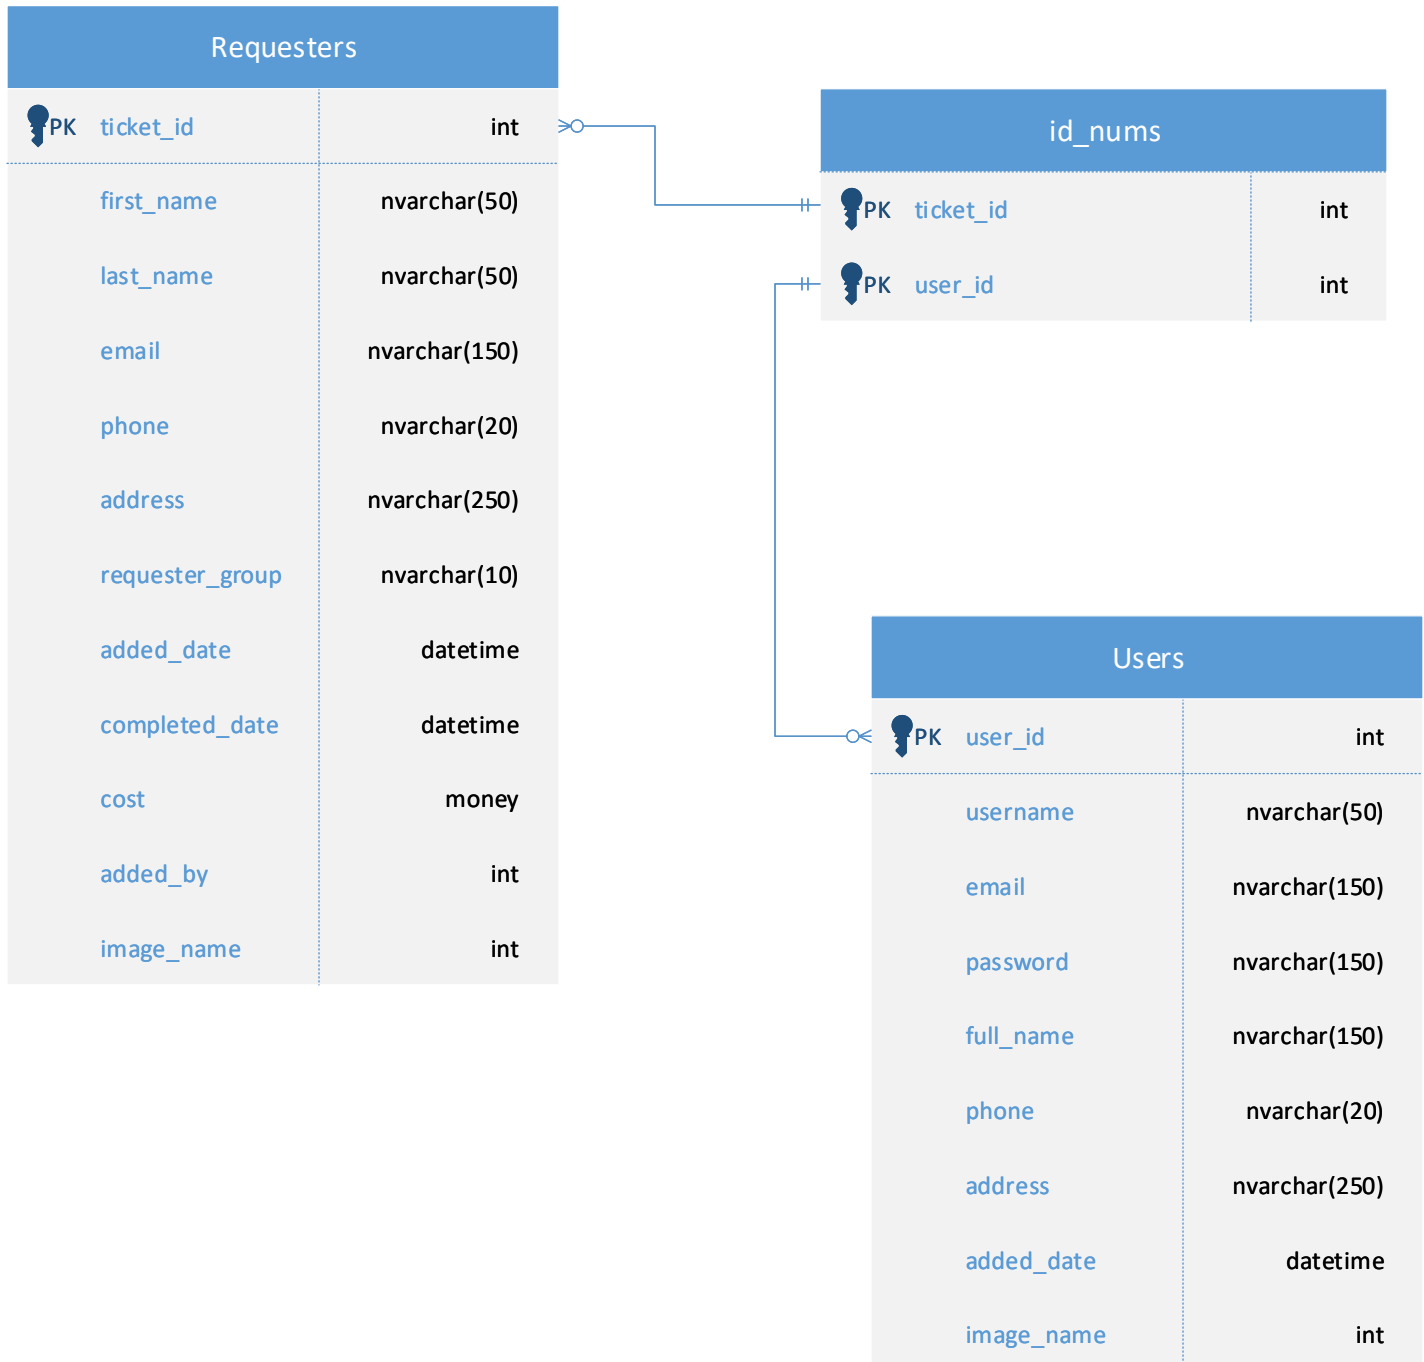 Requesters
PK ticket_id int
first_name nvarchar(50)
last_name nvarchar(50)
email nvarchar(150)
phone nvarchar(20)
address nvarchar(250)
requester_group nvarchar(10)
added_date datetime
completed_date datetime
cost money
added_by int
image_name int
id_nums
PK ticket_id int
PK user_id int
Users
PK user_id int
username nvarchar(50)
email nvarchar(150)
password nvarchar(150)
full_name nvarchar(150)
phone nvarchar(20)
address nvarchar(250)
added_date datetime
image_name int